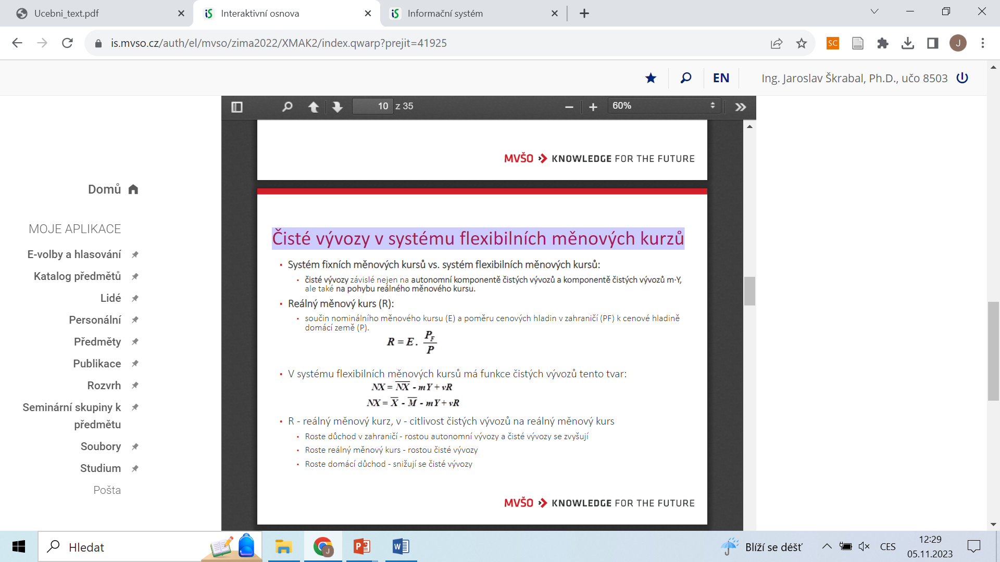 Ucebni_text.pdf
Interaktivní osnova
Informační systém
is.mvso.cz/auth/el/mvso/zima2022/XMAK2/index.qwarp?prejit=41925
SC
J
EN
Ing. Jaroslav Škrabal, Ph.D., učo 8503
10 z 35
60%
Domů
MOJE APLIKACE
E-volby a hlasování
Katalog předmětů
Lidé
Personální
Předměty
Publikace
Rozvrh
Seminární skupiny k
předmětu
Soubory
Studium
Pošta
MVŠO KNOWLEDGE FOR THE FUTURE
Čisté vývozy v systému flexibilních měnových kurzů
• Systém fixních měnových kursů vs. systém flexibilních měnových kursů:
• čisté vývozy závislé nejen na autonomní komponentě čistých vývozů a komponentě čistých vývozů m·Y,
ale také na pohybu reálného měnového kursu.
• Reálný měnový kurs (R):
• součin nominálního měnového kursu (E) a poměru cenových hladin v zahraničí (PF) k cenové hladině
domácí země (P).
R = E . P_F / P
• V systému flexibilních měnových kursů má funkce čistých vývozů tento tvar:
NX = N̅X̅ - mY + vR
NX = X̅ - M̅ - mY + vR
• R - reálný měnový kurz, v - citlivost čistých vývozů na reálný měnový kurs
• Roste důchod v zahraničí - rostou autonomní vývozy a čisté vývozy se zvyšují
• Roste reálný měnový kurs - rostou čisté vývozy
• Roste domácí důchod - snižují se čisté vývozy
MVŠO KNOWLEDGE FOR THE FUTURE
Hledat
J
P
W
Blíží se déšť
CES
12:29
05.11.2023